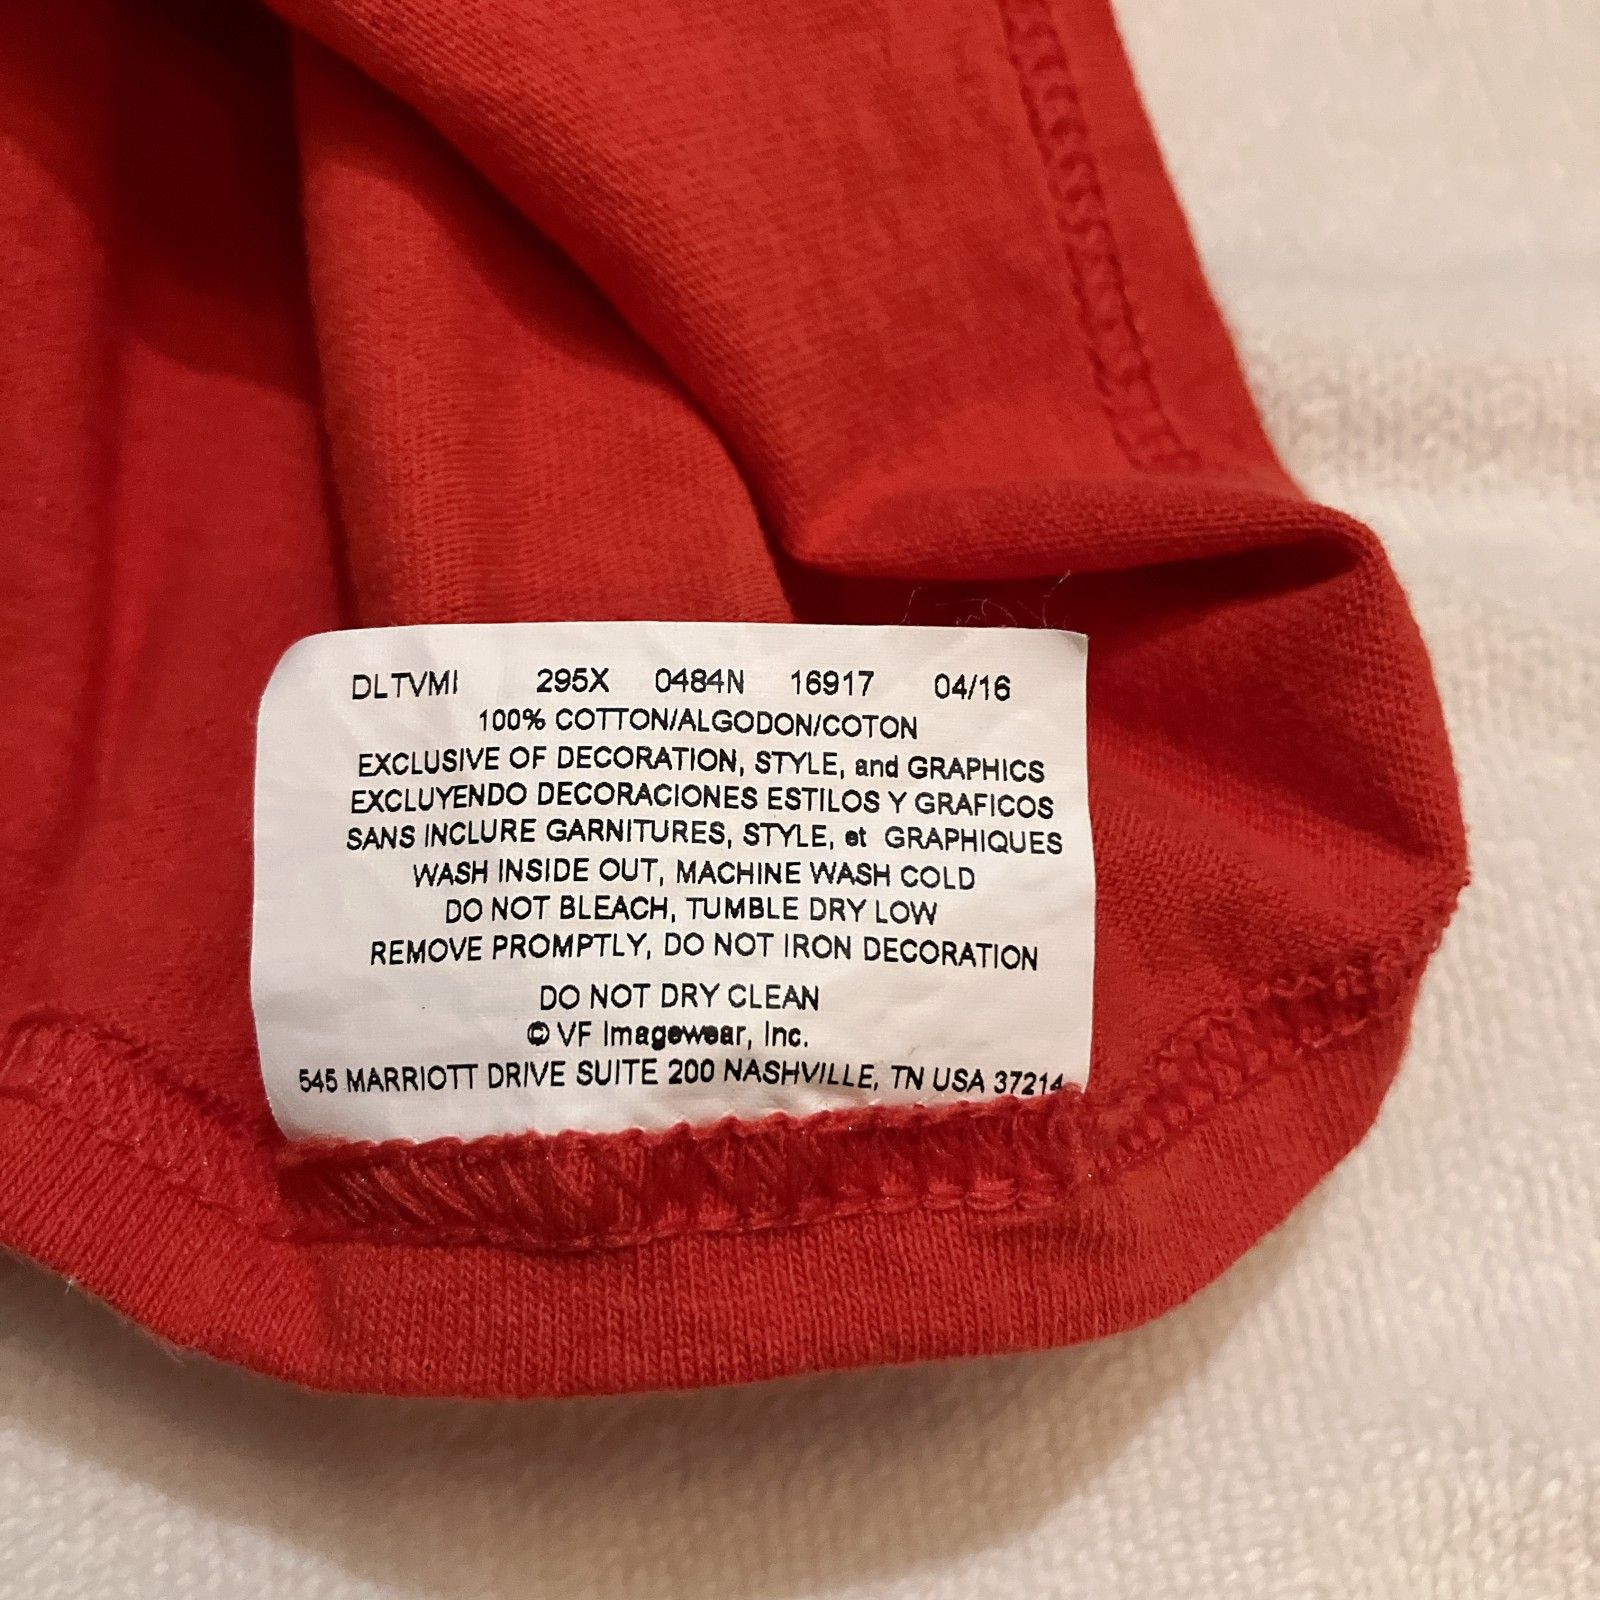 DLTVMI 295X 0484N 16917 04/16
100% COTTON/ALGODON/COTON
EXCLUSIVE OF DECORATION, STYLE, and GRAPHICS
EXCLUYENDO DECORACIONES ESTILOS Y GRAFICOS
SANS INCLURE GARNITURES, STYLE, et GRAPHIQUES
WASH INSIDE OUT, MACHINE WASH COLD
DO NOT BLEACH, TUMBLE DRY LOW
REMOVE PROMPTLY, DO NOT IRON DECORATION
DO NOT DRY CLEAN
© VF Imagewear, Inc.
545 MARRIOTT DRIVE SUITE 200 NASHVILLE, TN USA 37214